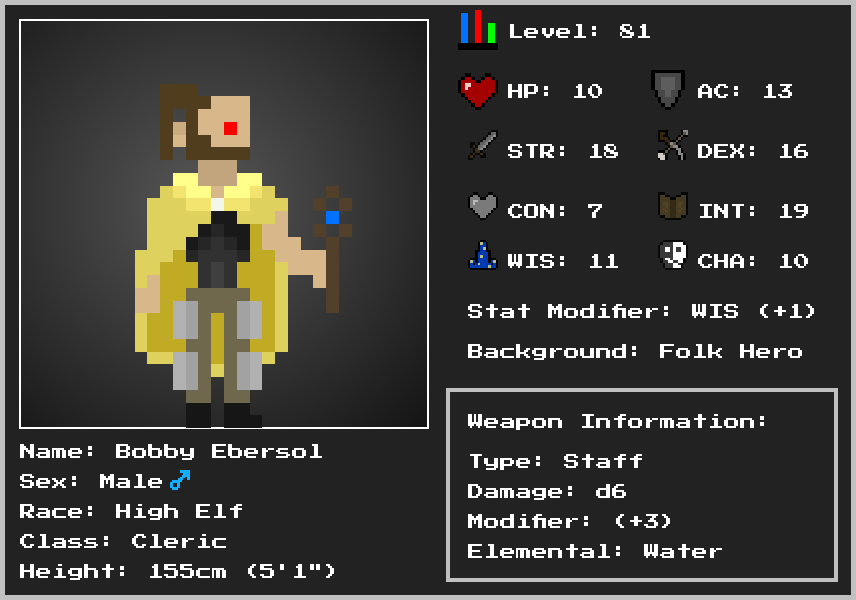 Level: 81
HP: 10 AC: 13
STR: 18 DEX: 16
CON: 7 INT: 19
WIS: 11 CHA: 10
Stat Modifier: WIS (+1)
Background: Folk Hero
Weapon Information:
Type: Staff
Damage: d6
Modifier: (+3)
Elemental: Water
Name: Bobby Ebersol
Sex: Male♂
Race: High Elf
Class: Cleric
Height: 155cm (5'1")